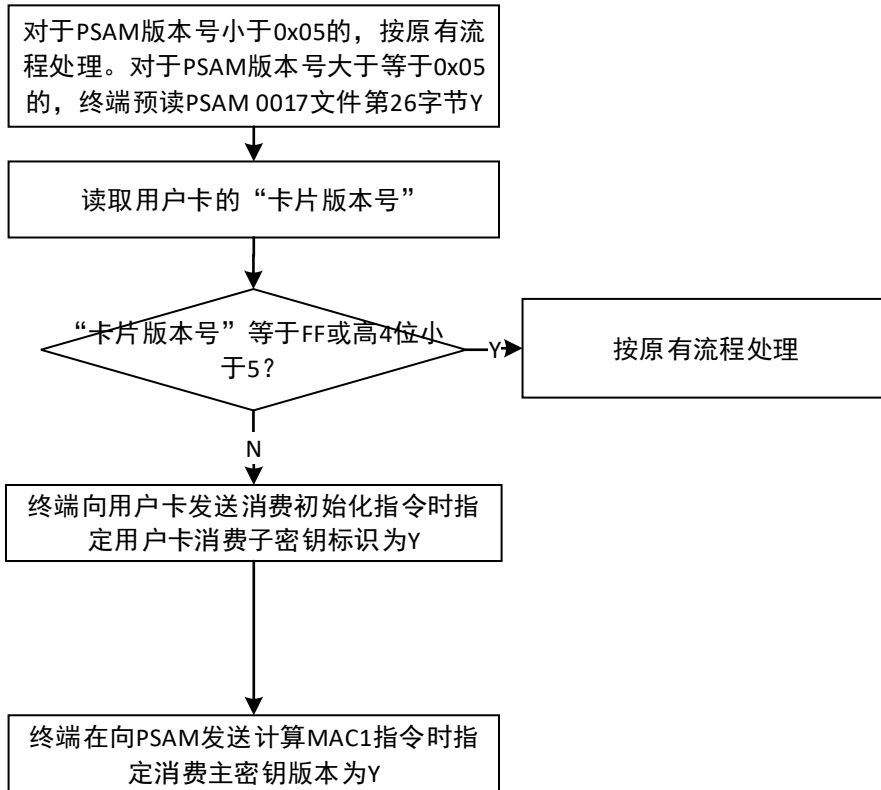 对于PSAM版本号小于0x05的，按原有流
程处理。对于PSAM版本号大于等于0x05
的，终端预读PSAM 0017文件第26字节Y
读取用户卡的“卡片版本号”
“卡片版本号”等于FF或高4位小
于5？
Y
按原有流程处理
N
终端向用户卡发送消费初始化指令时指
定用户卡消费子密钥标识为Y
终端在向PSAM发送计算MAC1指令时指
定消费主密钥版本为Y